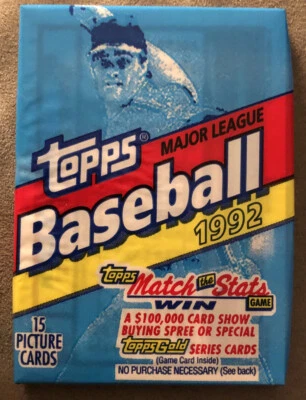 Topps®
MAJOR LEAGUE
Baseball
1992
Topps Match the Stats
WIN GAME
A $100,000 CARD SHOW
BUYING SPREE OR SPECIAL
Topps Gold SERIES CARDS
(Game Card Inside)
NO PURCHASE NECESSARY (See back)
15
PICTURE
CARDS